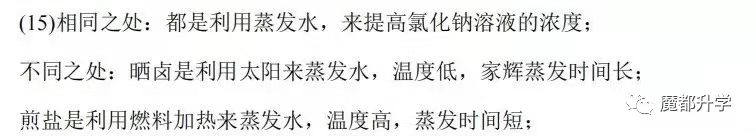 (15)相同之处：都是利用蒸发水，来提高氯化钠溶液的浓度；
不同之处：晒卤是利用太阳来蒸发水，温度低，家辉蒸发时间长；
煎盐是利用燃料加热来蒸发水，温度高，蒸发时间短；
魔都升学